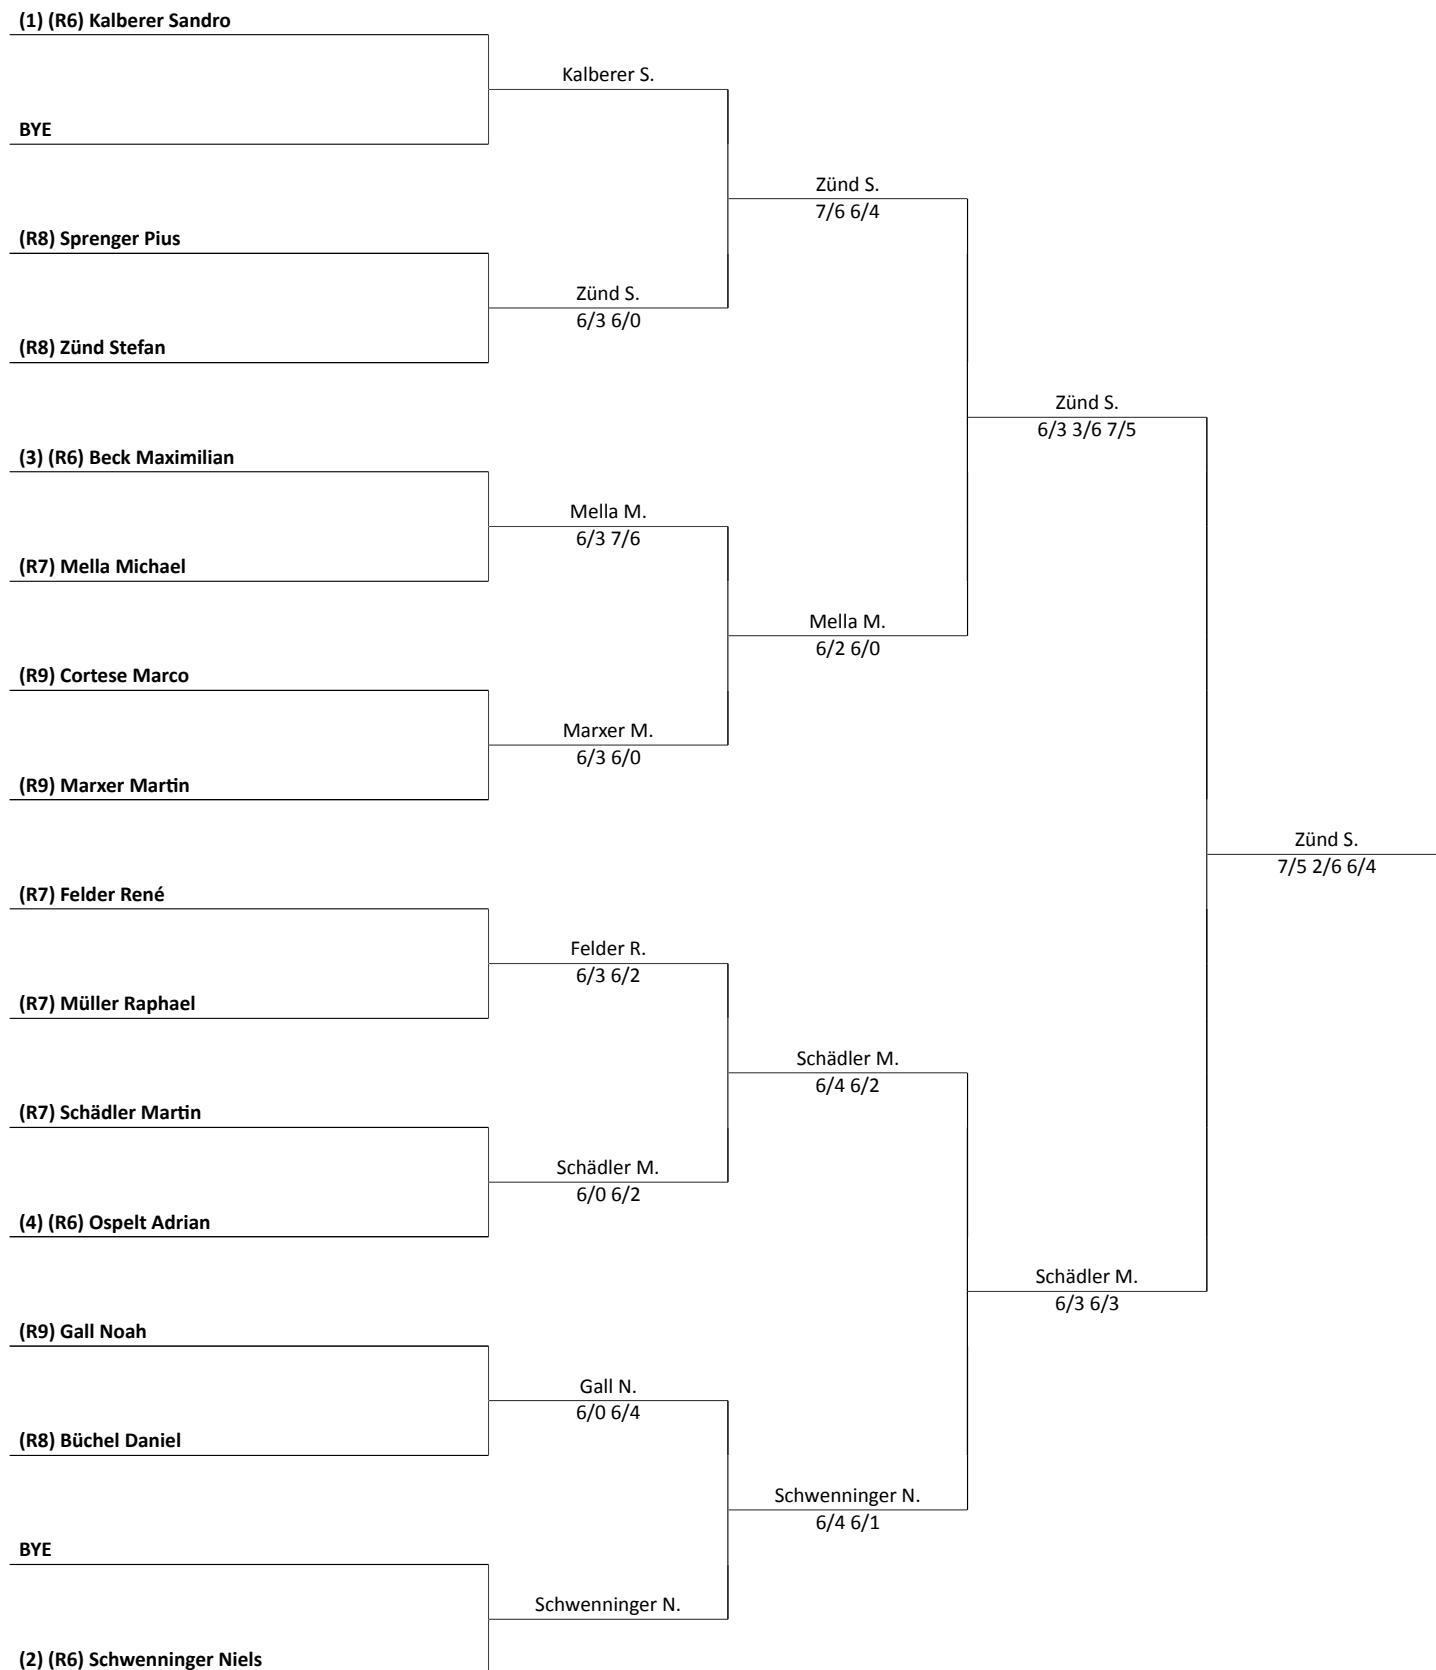 (1) (R6) Kalberer Sandro
Kalberer S.
BYE
Zünd S.
7/6 6/4
(R8) Sprenger Pius
Zünd S.
6/3 6/0
(R8) Zünd Stefan
Zünd S.
6/3 3/6 7/5
(3) (R6) Beck Maximilian
Mella M.
6/3 7/6
(R7) Mella Michael
Mella M.
6/2 6/0
(R9) Cortese Marco
Marxer M.
6/3 6/0
(R9) Marxer Martin
Zünd S.
7/5 2/6 6/4
(R7) Felder René
Felder R.
6/3 6/2
(R7) Müller Raphael
Schädler M.
6/4 6/2
(R7) Schädler Martin
Schädler M.
6/0 6/2
(4) (R6) Ospelt Adrian
Schädler M.
6/3 6/3
(R9) Gall Noah
Gall N.
6/0 6/4
(R8) Büchel Daniel
Schwenninger N.
6/4 6/1
BYE
Schwenninger N.
(2) (R6) Schwenninger Niels